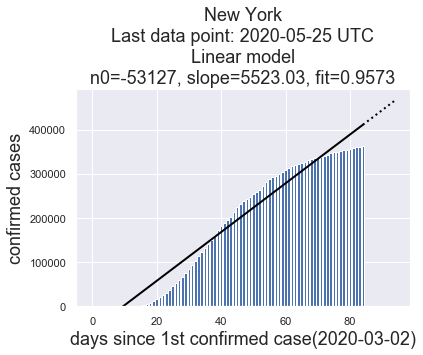 New York
Last data point: 2020-05-25 UTC
Linear model
n0=-53127, slope=5523.03, fit=0.9573
400000
300000
200000
100000
0
confirmed cases
0 20 40 60 80
days since 1st confirmed case(2020-03-02)